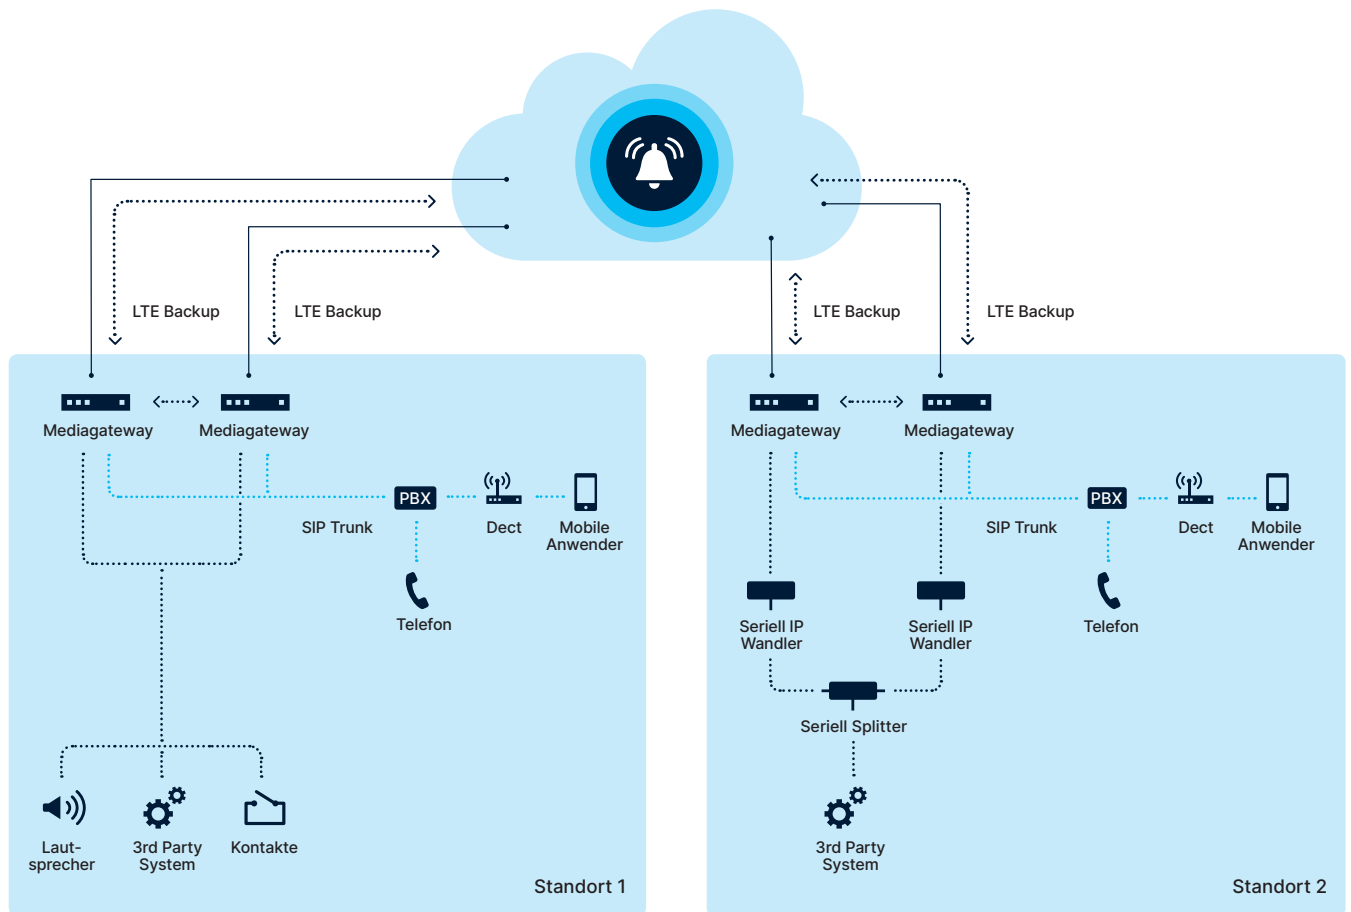 LTE Backup
LTE Backup
LTE Backup
LTE Backup
Mediagateway
Mediagateway
PBX
SIP Trunk
Dect
Mobile
Anwender
Telefon
Laut-
sprecher
3rd Party
System
Kontakte
Standort 1
Mediagateway
Mediagateway
PBX
SIP Trunk
Dect
Mobile
Anwender
Seriell IP
Wandler
Seriell IP
Wandler
Telefon
Seriell Splitter
3rd Party
System
Standort 2